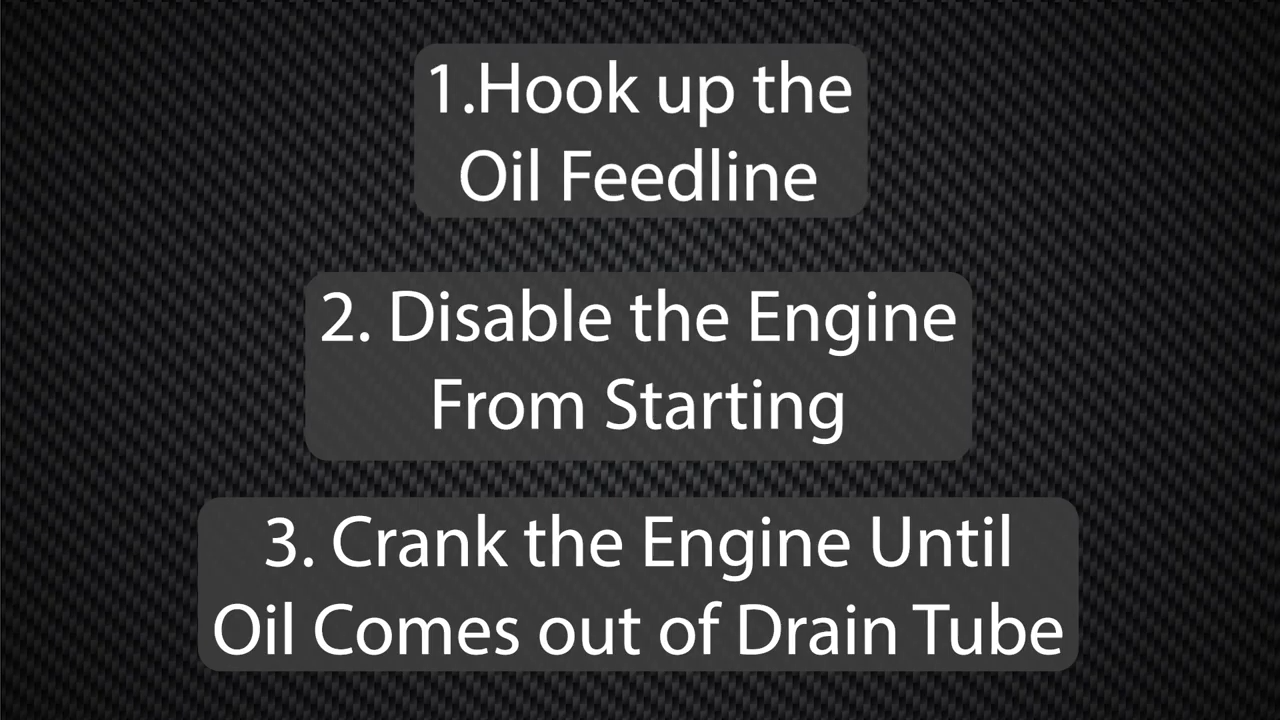 1.Hook up the
Oil Feedline
2. Disable the Engine
From Starting
3. Crank the Engine Until
Oil Comes out of Drain Tube